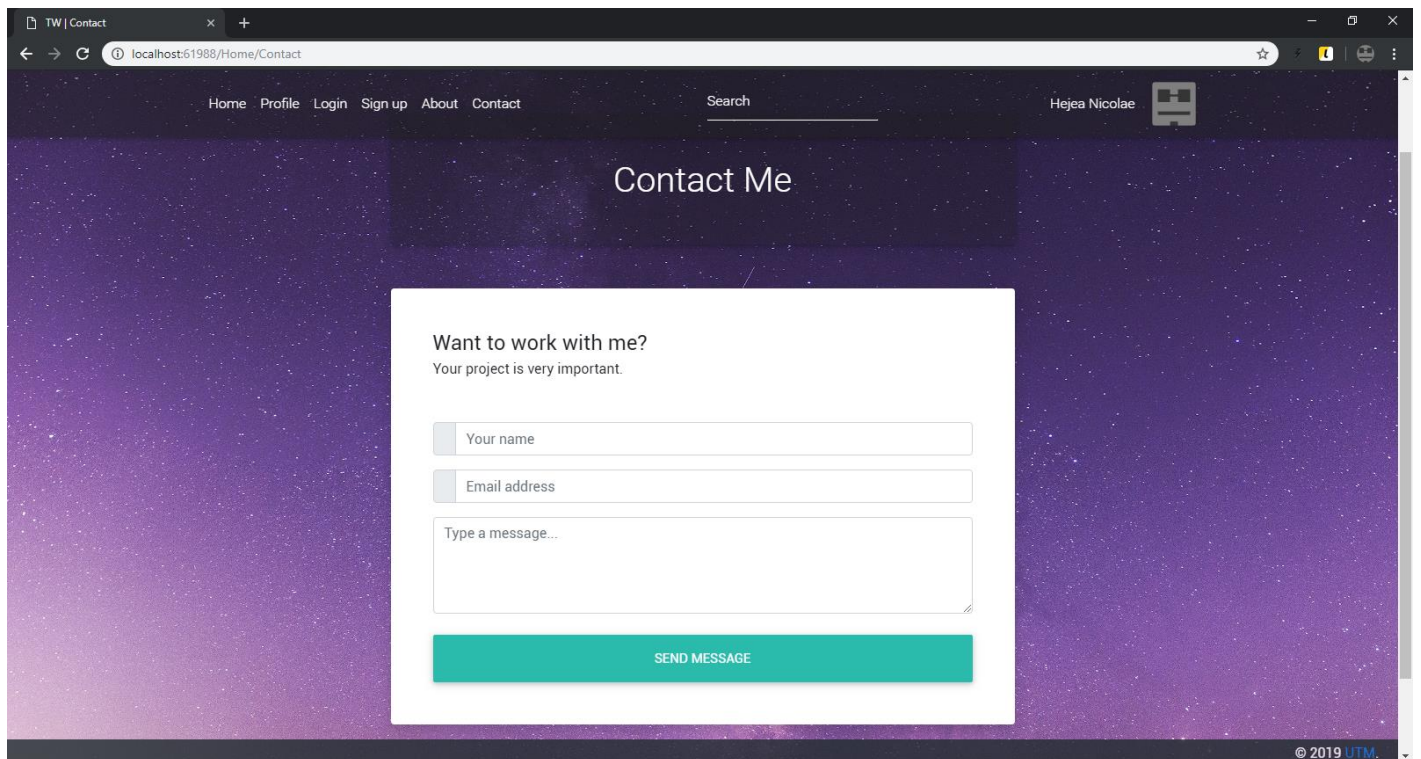 TW | Contact
localhost:61988/Home/Contact
Home Profile Login Sign up About Contact Search Hejea Nicolae
Contact Me
Want to work with me?
Your project is very important.
Your name
Email address
Type a message...
SEND MESSAGE
© 2019 UTM.